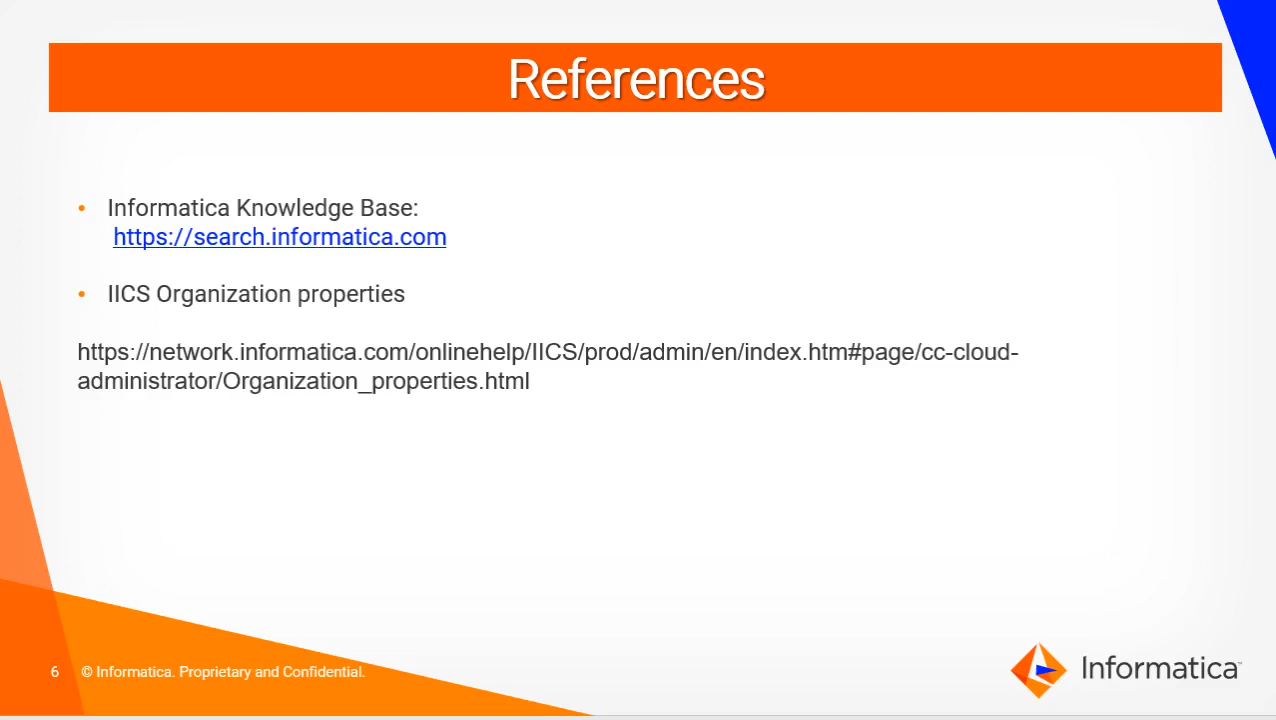 References
• Informatica Knowledge Base:
https://search.informatica.com
• IICS Organization properties
https://network.informatica.com/onlinehelp/IICS/prod/admin/en/index.htm#page/cc-cloud-
administrator/Organization_properties.html
6 © Informatica. Proprietary and Confidential.
Informatica™